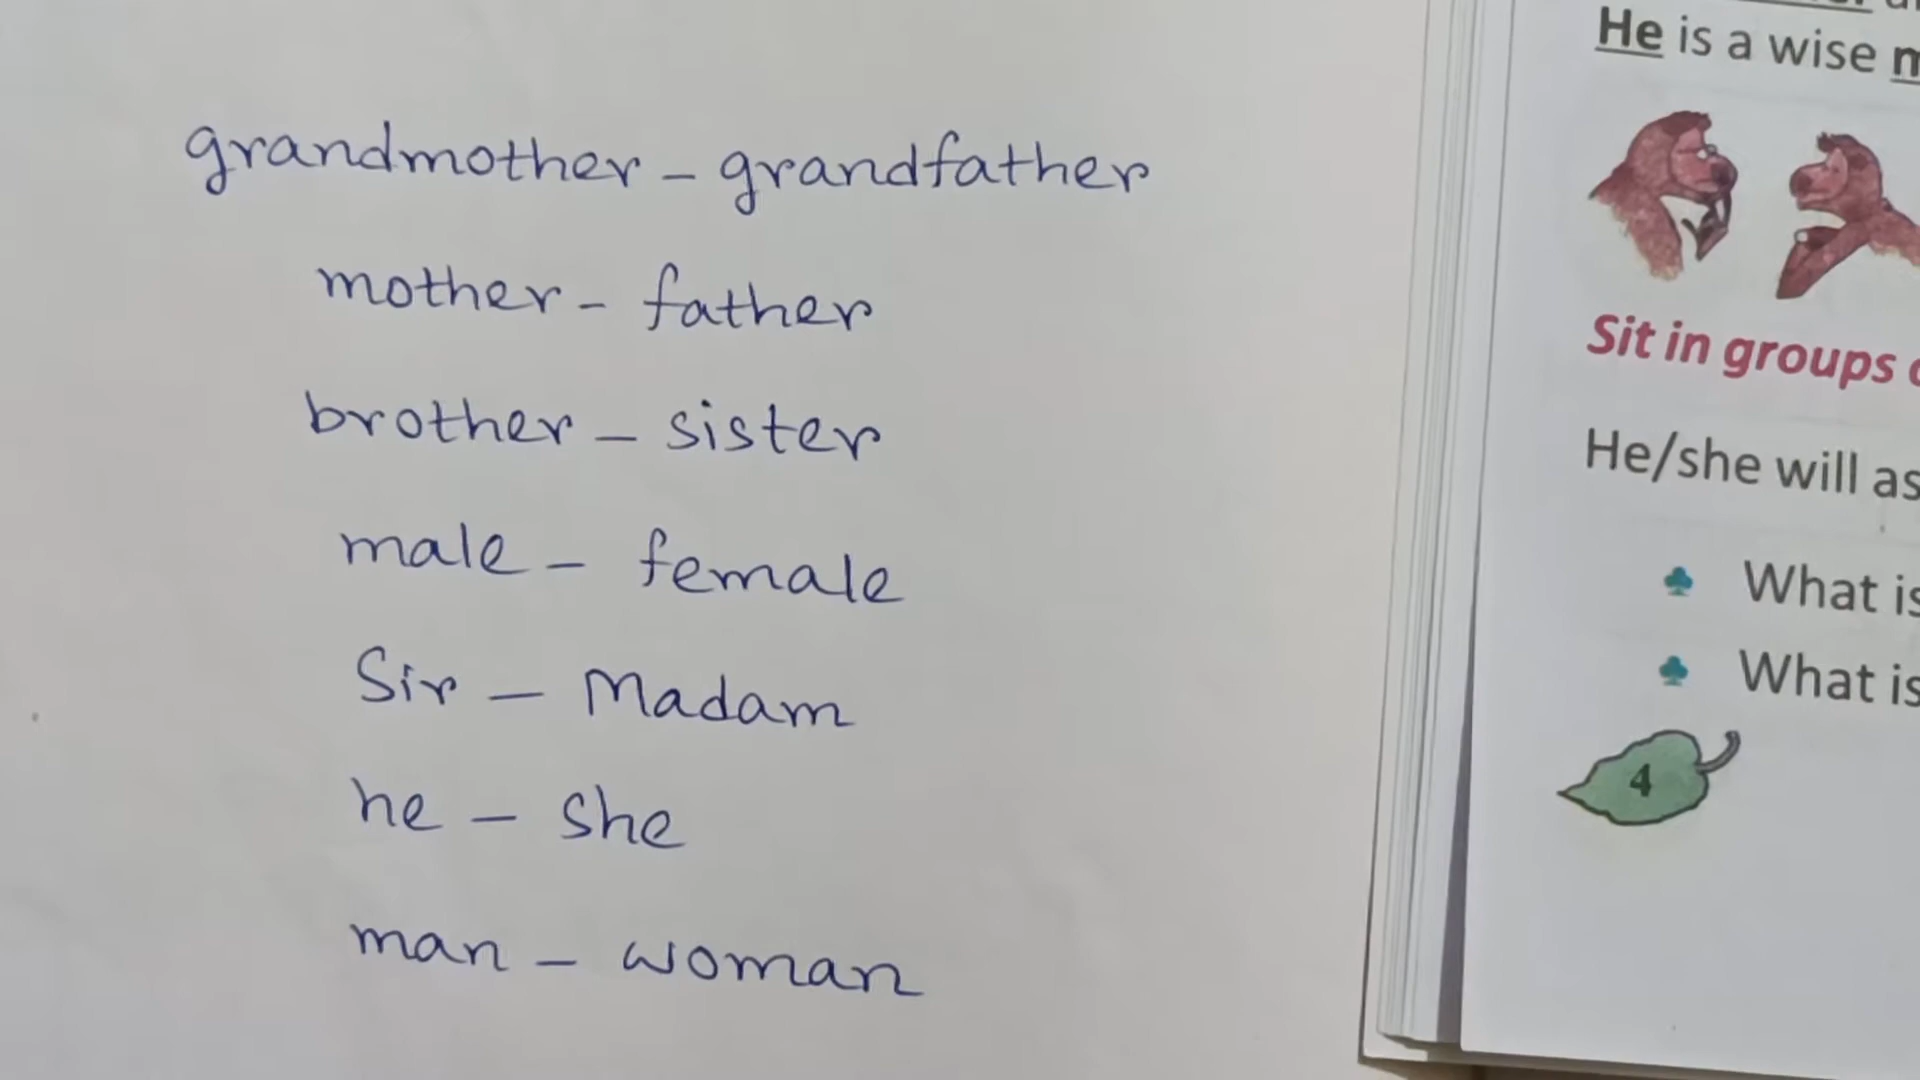 grandmother – grandfather
mother – father
brother – sister
male – female
Sir – Madam
he – she
man – woman
He is a wise
Sit in groups
He/she will as
What is
What is
4